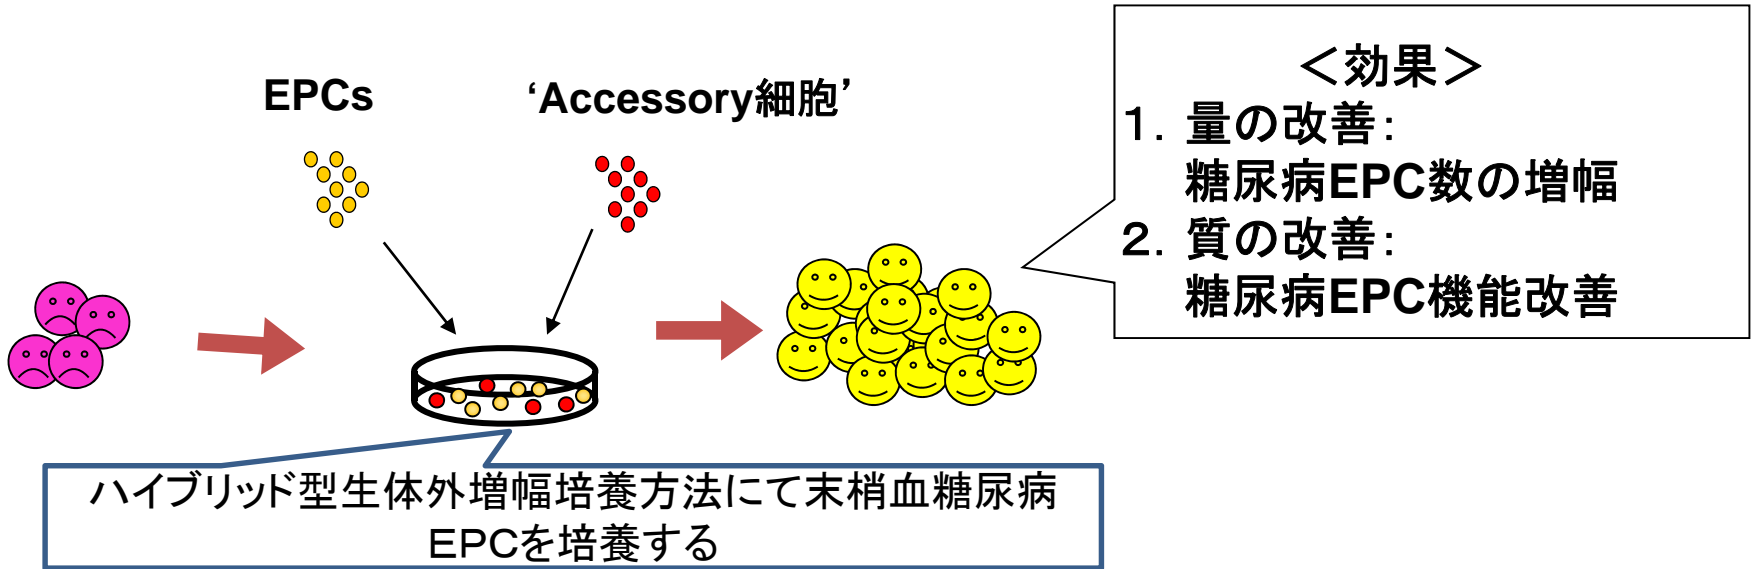 EPCs
‘Accessory細胞’
＜効果＞
１．量の改善：
糖尿病EPC数の増幅
２．質の改善：
糖尿病EPC機能改善
ハイブリッド型生体外増幅培養方法にて末梢血糖尿病
EPCを培養する